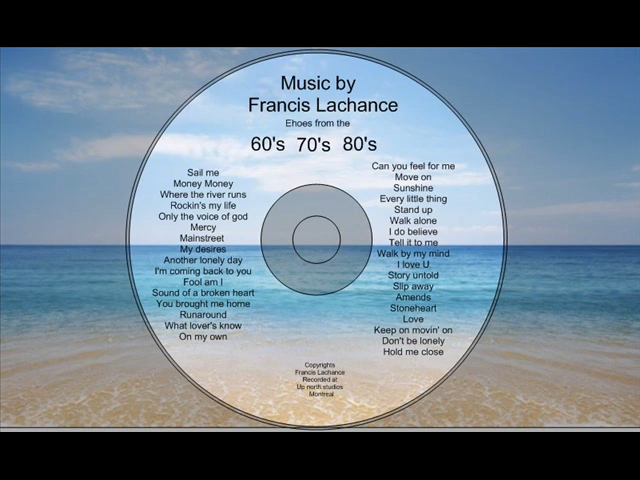 Music by
Francis Lachance
Ehoes from the
60's 70's 80's
Sail me
Money Money
Where the river runs
Rockin's my life
Only the voice of god
Mercy
Mainstreet
My desires
Another lonely day
I'm coming back to you
Fool am I
Sound of a broken heart
You brought me home
Runaround
What lover's know
On my own
Can you feel for me
Move on
Sunshine
Every little thing
Stand up
Walk alone
I do believe
Tell it to me
Walk by my mind
I love U.
Story untold
Slip away
Amends
Stoneheart
Love
Keep on movin' on
Don't be lonely
Hold me close
Copyrights
Francis Lachance
Recorded at
Up north studios
Montreal